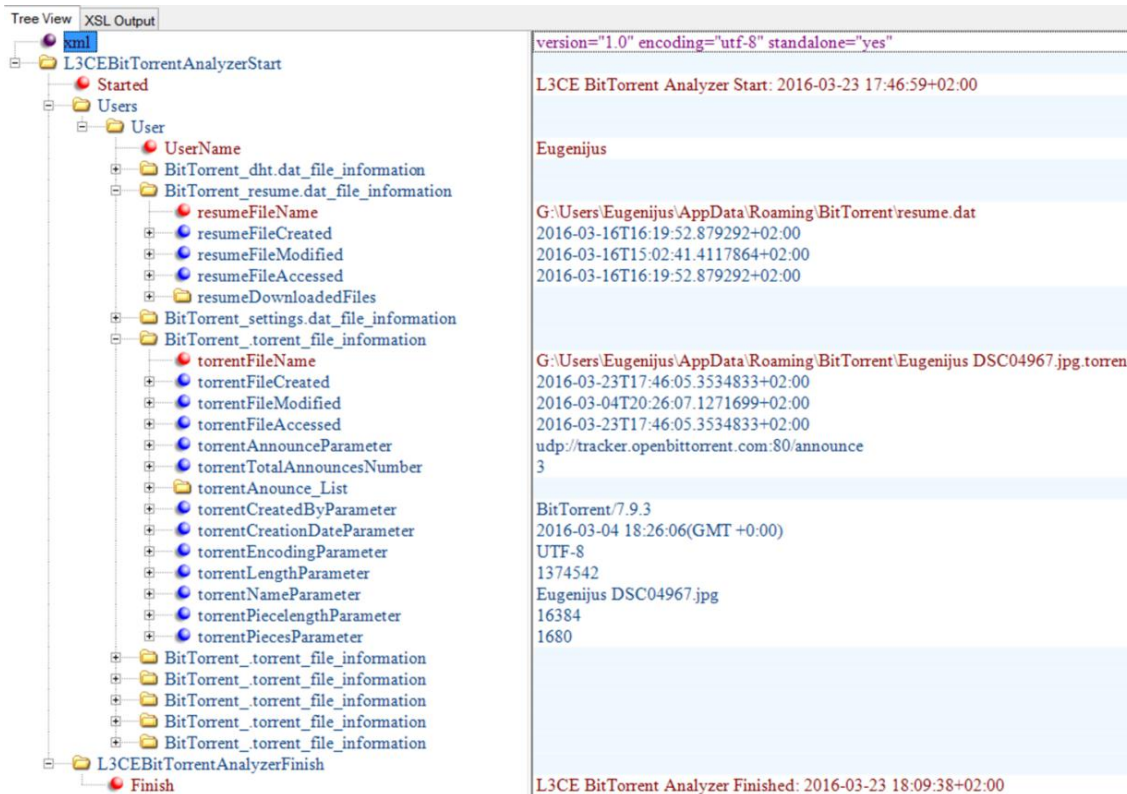 Tree View XSL Output
xml version="1.0" encoding="utf-8" standalone="yes"
L3CEBitTorrentAnalyzerStart
Started L3CE BitTorrent Analyzer Start: 2016-03-23 17:46:59+02:00
Users
User
UserName Eugenijus
BitTorrent_dht.dat_file_information
BitTorrent_resume.dat_file_information
resumeFileName G:\Users\Eugenijus\AppData\Roaming\BitTorrent\resume.dat
resumeFileCreated 2016-03-16T16:19:52.879292+02:00
resumeFileModified 2016-03-16T15:02:41.4117864+02:00
resumeFileAccessed 2016-03-16T16:19:52.879292+02:00
resumeDownloadedFiles
BitTorrent_settings.dat_file_information
BitTorrent_.torrent_file_information
torrentFileName G:\Users\Eugenijus\AppData\Roaming\BitTorrent\Eugenijus DSC04967.jpg.torren
torrentFileCreated 2016-03-23T17:46:05.3534833+02:00
torrentFileModified 2016-03-04T20:26:07.1271699+02:00
torrentFileAccessed 2016-03-23T17:46:05.3534833+02:00
torrentAnnounceParameter udp://tracker.openbittorrent.com:80/announce
torrentTotalAnnouncesNumber 3
torrentAnounce_List
torrentCreatedByParameter BitTorrent/7.9.3
torrentCreationDateParameter 2016-03-04 18:26:06(GMT +0:00)
torrentEncodingParameter UTF-8
torrentLengthParameter 1374542
torrentNameParameter Eugenijus DSC04967.jpg
torrentPiecelengthParameter 16384
torrentPiecesParameter 1680
BitTorrent_.torrent_file_information
BitTorrent_.torrent_file_information
BitTorrent_.torrent_file_information
BitTorrent_.torrent_file_information
BitTorrent_.torrent_file_information
L3CEBitTorrentAnalyzerFinish
Finish L3CE BitTorrent Analyzer Finished: 2016-03-23 18:09:38+02:00